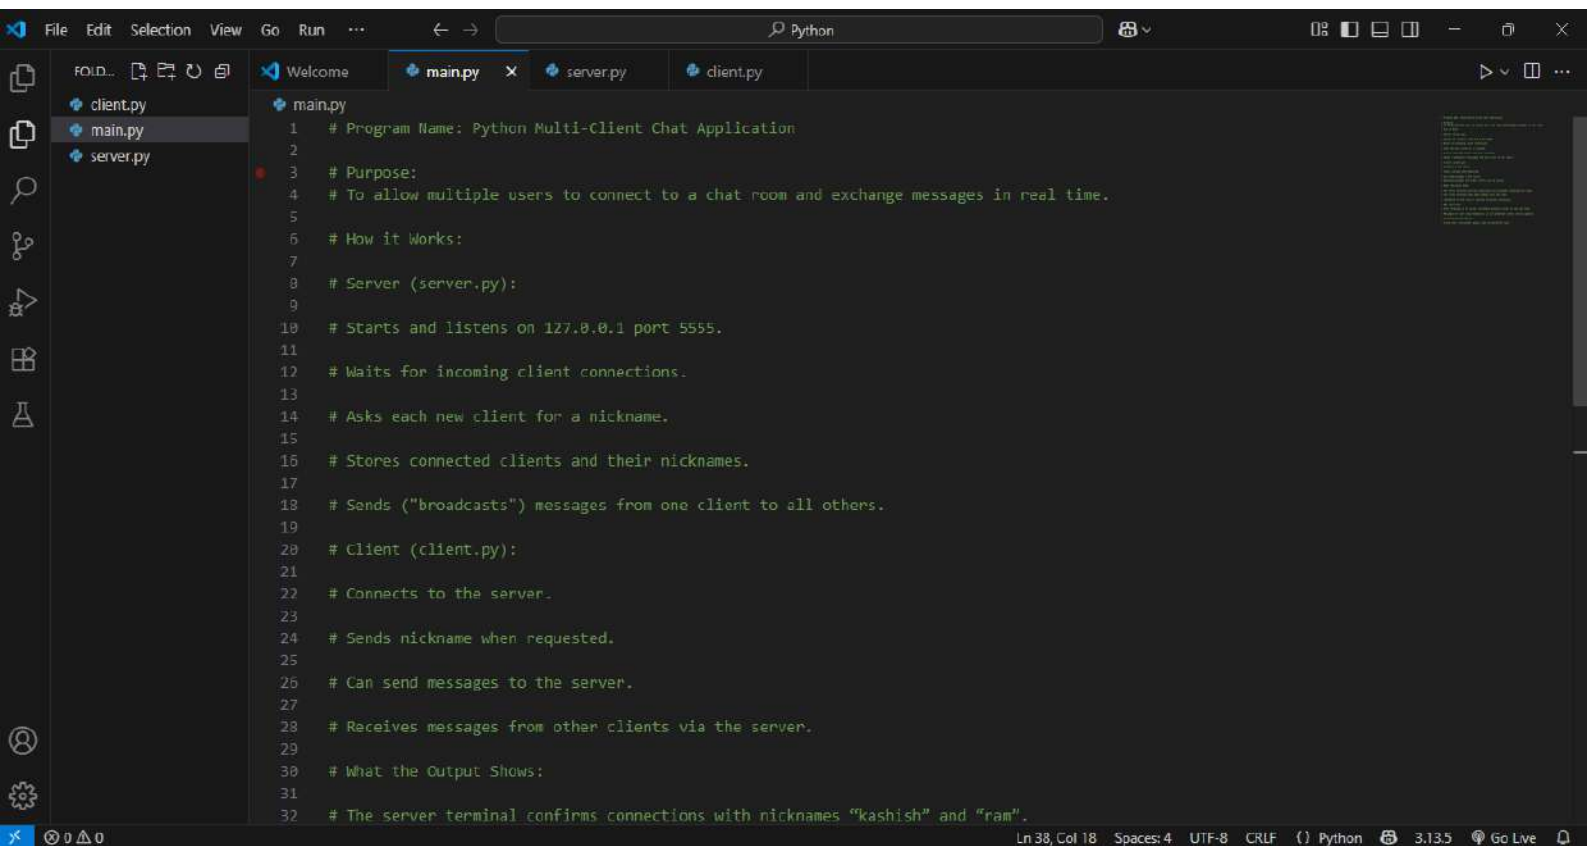 File Edit Selection View Go Run ···
Python
FOLD...
Welcome main.py server.py client.py
client.py
main.py
server.py
main.py
1 # Program Name: Python Multi-Client Chat Application
2
3 # Purpose:
4 # To allow multiple users to connect to a chat room and exchange messages in real time.
5
6 # How it Works:
7
8 # Server (server.py):
9
10 # Starts and listens on 127.0.0.1 port 5555.
11
12 # Waits for incoming client connections.
13
14 # Asks each new client for a nickname.
15
16 # Stores connected clients and their nicknames.
17
18 # Sends ("broadcasts") messages from one client to all others.
19
20 # Client (client.py):
21
22 # Connects to the server.
23
24 # Sends nickname when requested.
25
26 # Can send messages to the server.
27
28 # Receives messages from other clients via the server.
29
30 # What the Output Shows:
31
32 # The server terminal confirms connections with nicknames “kashish” and “ram”.
0 0 Ln 38, Col 18 Spaces: 4 UTF-8 CRLF {} Python 3.13.5 Go Live